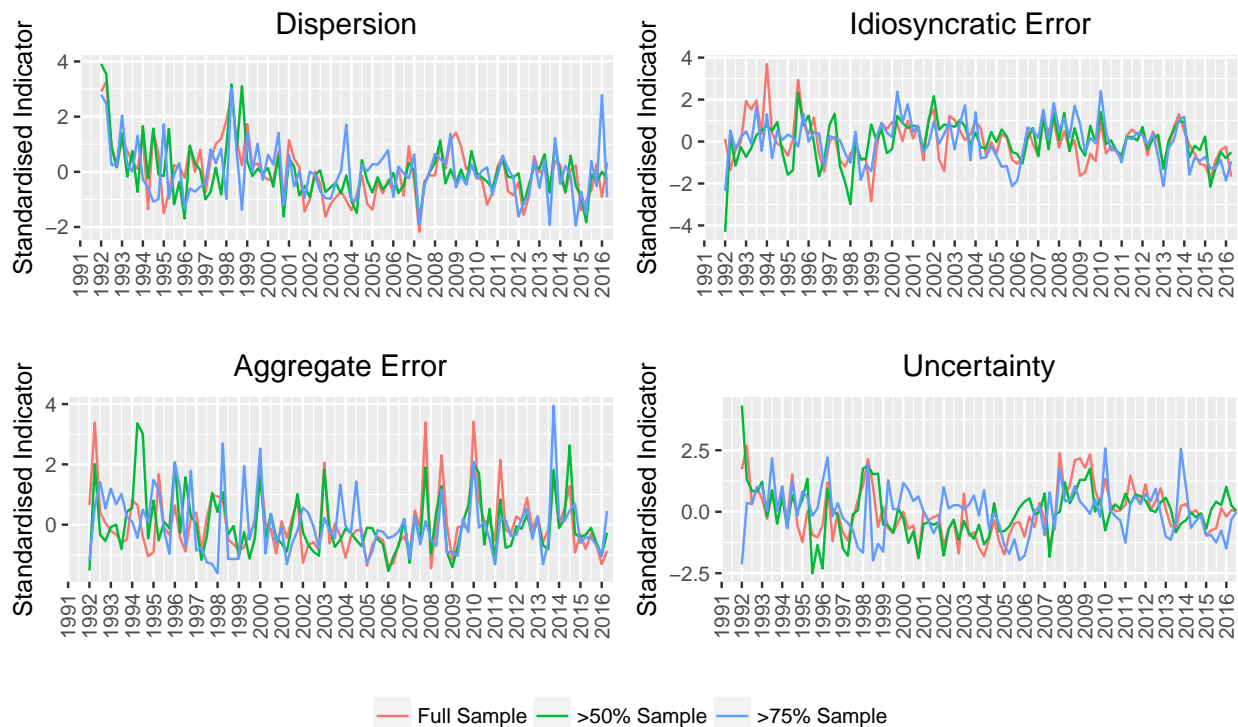 Dispersion
Standardised Indicator
4
2
0
−2
1991 1992 1993 1994 1995 1996 1997 1998 1999 2000 2001 2002 2003 2004 2005 2006 2007 2008 2009 2010 2011 2012 2013 2014 2015 2016
Idiosyncratic Error
Standardised Indicator
4
2
0
−2
−4
1991 1992 1993 1994 1995 1996 1997 1998 1999 2000 2001 2002 2003 2004 2005 2006 2007 2008 2009 2010 2011 2012 2013 2014 2015 2016
Aggregate Error
Standardised Indicator
4
2
0
1991 1992 1993 1994 1995 1996 1997 1998 1999 2000 2001 2002 2003 2004 2005 2006 2007 2008 2009 2010 2011 2012 2013 2014 2015 2016
Uncertainty
Standardised Indicator
2.5
0.0
−2.5
1991 1992 1993 1994 1995 1996 1997 1998 1999 2000 2001 2002 2003 2004 2005 2006 2007 2008 2009 2010 2011 2012 2013 2014 2015 2016
Full Sample >50% Sample >75% Sample